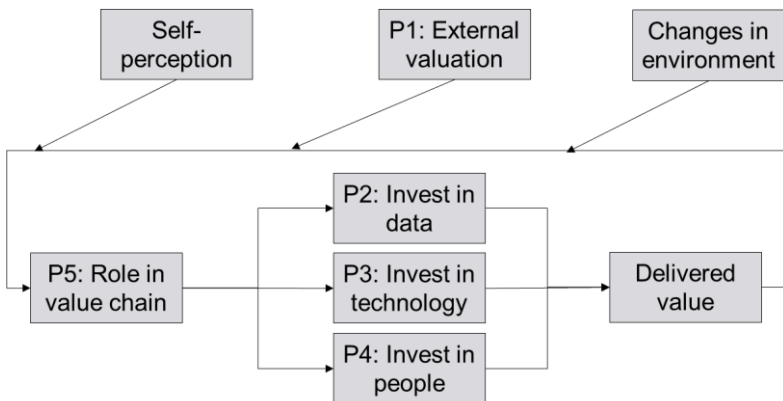 Self-
perception
P1: External
valuation
Changes in
environment
P2: Invest in
data
P5: Role in
value chain
P3: Invest in
technology
Delivered
value
P4: Invest in
people